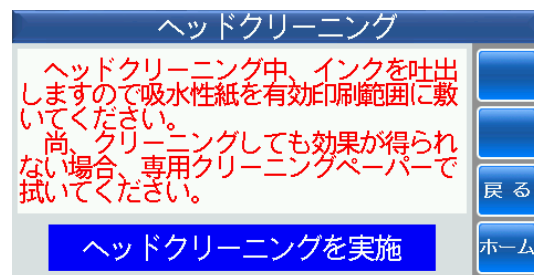 ヘッドクリーニング
　ヘッドクリーニング中、インクを吐出
しますので吸水性紙を有効印刷範囲に敷
いてください。
　尚、クリーニングしても効果が得られ
ない場合、専用クリーニングペーパーで
拭いてください。
戻 る
ヘッドクリーニングを実施
ホーム